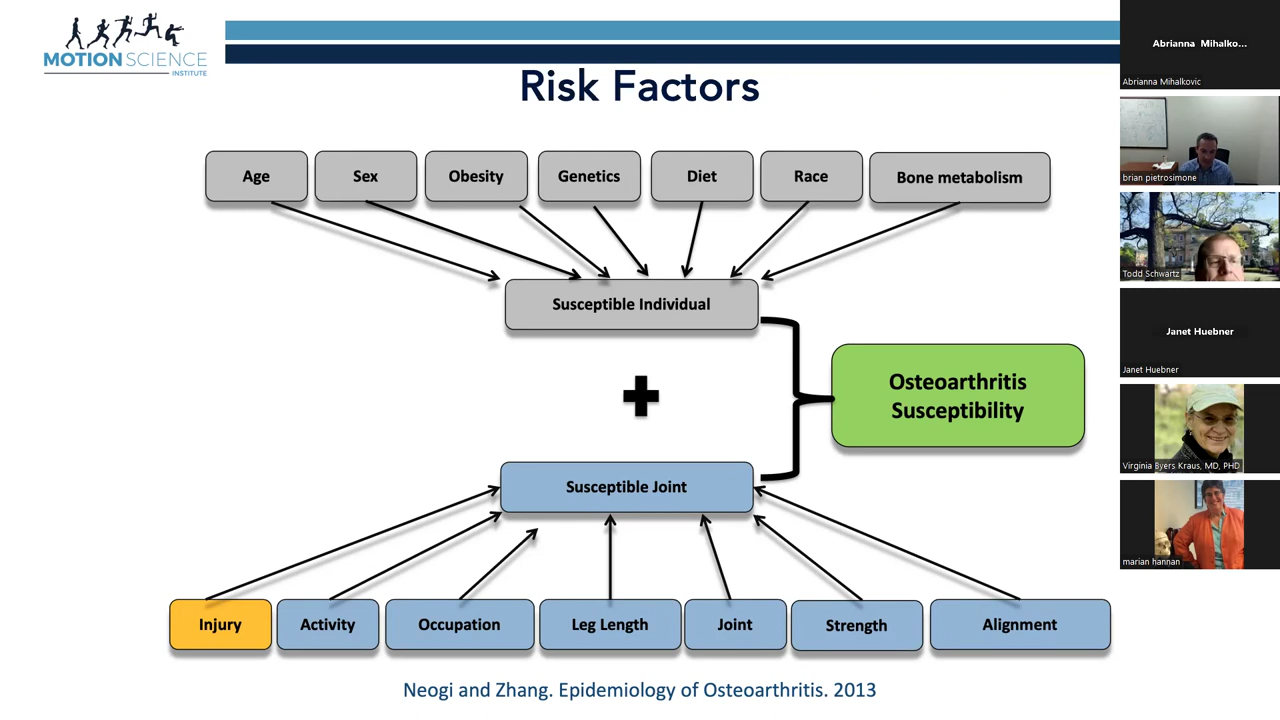 MOTION SCIENCE
INSTITUTE
Risk Factors
Age
Sex
Obesity
Genetics
Diet
Race
Bone metabolism
Susceptible Individual
Osteoarthritis
Susceptibility
Susceptible Joint
Injury
Activity
Occupation
Leg Length
Joint
Strength
Alignment
Neogi and Zhang. Epidemiology of Osteoarthritis. 2013
Abrianna Mihalko...
Abrianna Mihalkovic
brian pietrosimone
Todd Schwartz
Janet Huebner
Janet Huebner
Virginia Byers Kraus, MD, PHD
marian hannan